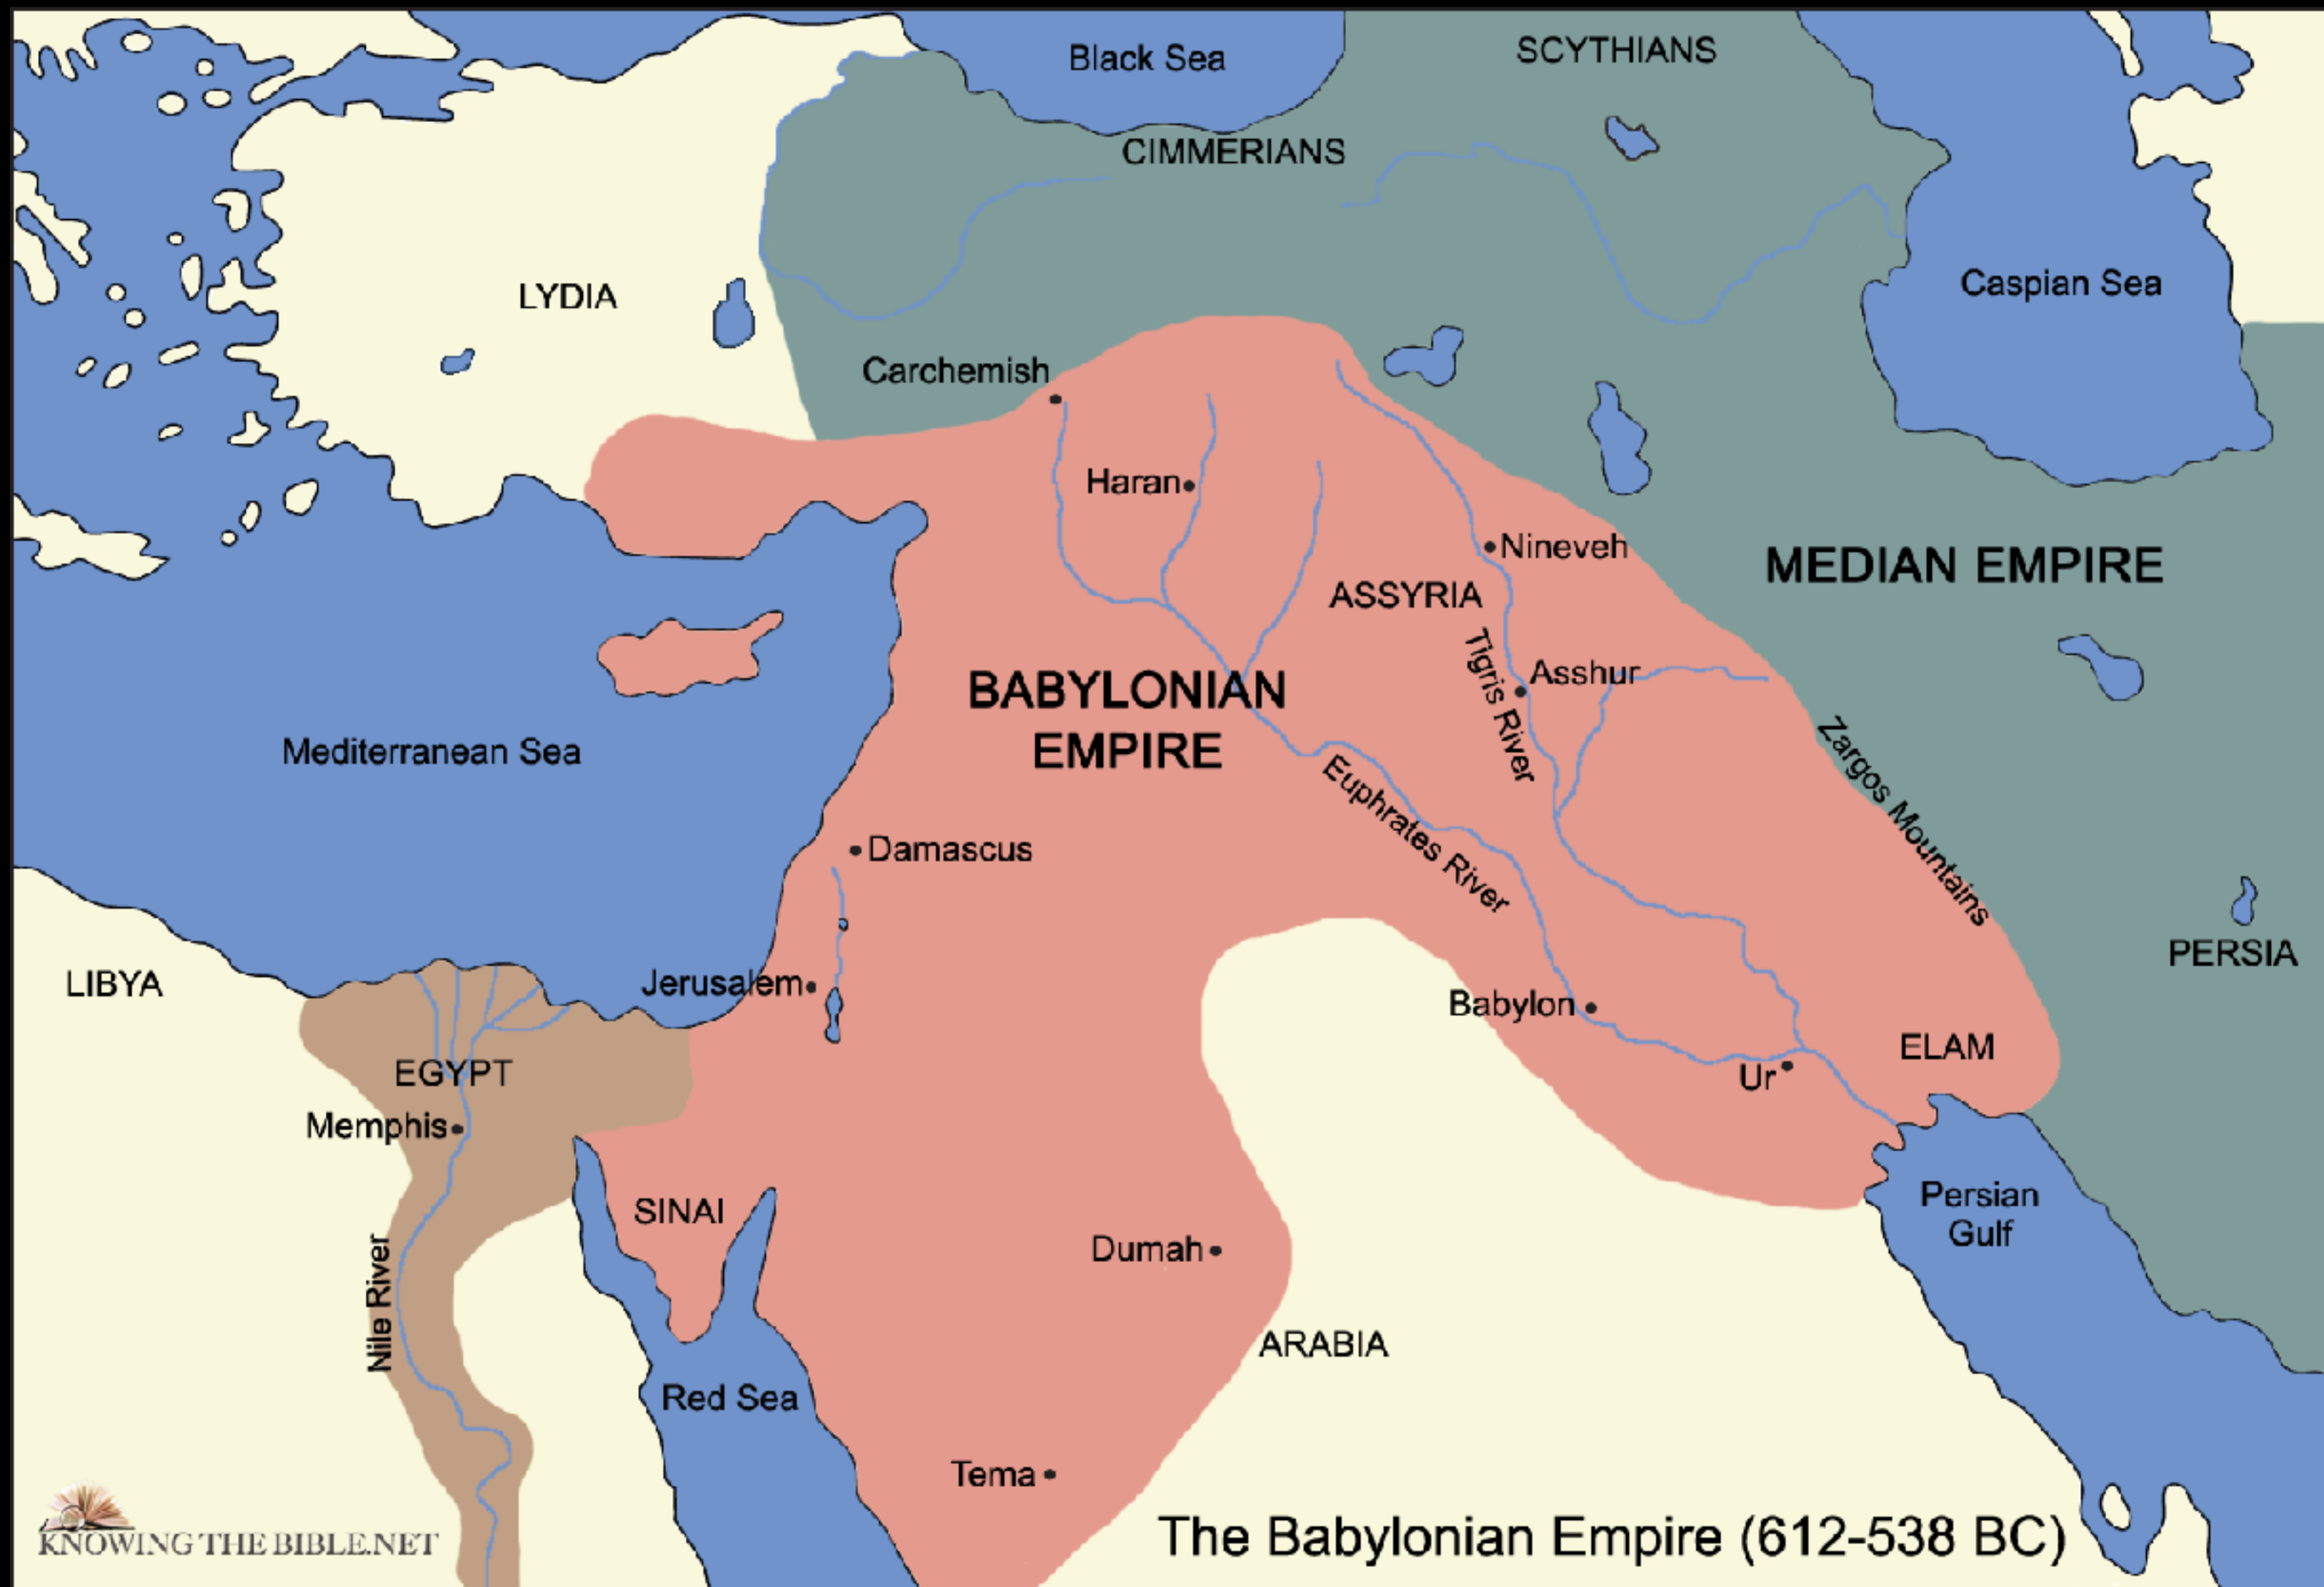 Black Sea
SCYTHIANS
CIMMERIANS
Caspian Sea
LYDIA
Carchemish
Haran
Nineveh
MEDIAN EMPIRE
ASSYRIA
Tigris River
Asshur
BABYLONIAN
EMPIRE
Zargos Mountains
Mediterranean Sea
Euphrates River
Damascus
PERSIA
LIBYA
Jerusalem
Babylon
ELAM
EGYPT
Ur
Memphis
Persian
Gulf
SINAI
Dumah
Nile River
ARABIA
Red Sea
Tema
The Babylonian Empire (612-538 BC)
KNOWING THE BIBLE.NET